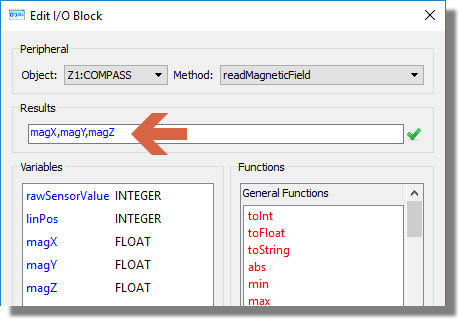 Edit I/O Block
Peripheral
Object: Z1:COMPASS Method: readMagneticField
Results
magX,magY,magZ
Variables
rawSensorValue INTEGER
linPos INTEGER
magX FLOAT
magY FLOAT
magZ FLOAT
Functions
General Functions
toInt
toFloat
toString
abs
min
max